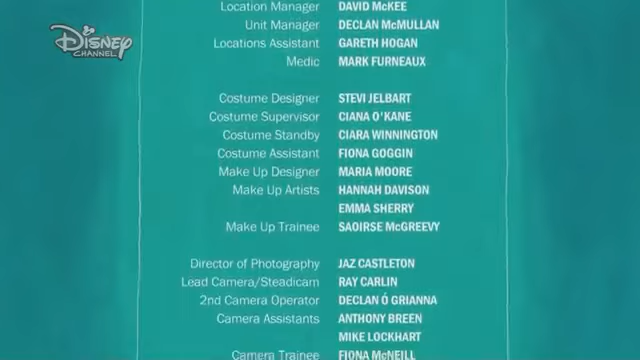 Location Manager DAVID McKEE
Unit Manager DECLAN McMULLAN
Locations Assistant GARETH HOGAN
Medic MARK FURNEAUX
DISNEY
CHANNEL
Costume Designer STEVI JELBART
Costume Supervisor CIANA O'KANE
Costume Standby CIARA WINNINGTON
Costume Assistant FIONA GOGGIN
Make Up Designer MARIA MOORE
Make Up Artists HANNAH DAVISON
EMMA SHERRY
Make Up Trainee SAOIRSE McGREEVY
Director of Photography JAZ CASTLETON
Lead Camera/Steadicam RAY CARLIN
2nd Camera Operator DECLAN Ó GRIANNA
Camera Assistants ANTHONY BREEN
MIKE LOCKHART
Camera Trainee FIONA McNEILL